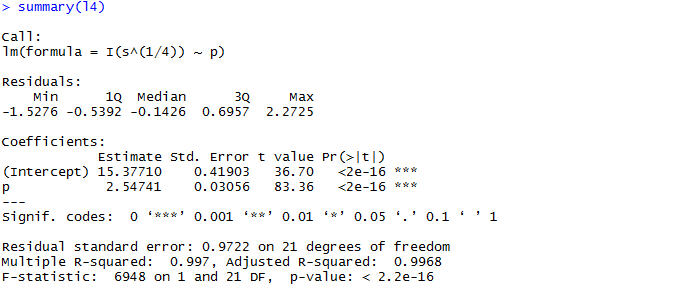 > summary(l4)
Call:
lm(formula = I(s^(1/4)) ~ p)
Residuals:
    Min      1Q  Median      3Q     Max
-1.5276 -0.5392 -0.1426  0.6957  2.2725
Coefficients:
            Estimate Std. Error t value Pr(>|t|)
(Intercept) 15.37710    0.41903   36.70   <2e-16 ***
p            2.54741    0.03056   83.36   <2e-16 ***
---
Signif. codes:  0 ‘***’ 0.001 ‘**’ 0.01 ‘*’ 0.05 ‘.’ 0.1 ‘ ’ 1
Residual standard error: 0.9722 on 21 degrees of freedom
Multiple R-squared:  0.997, Adjusted R-squared:  0.9968
F-statistic:  6948 on 1 and 21 DF,  p-value: < 2.2e-16